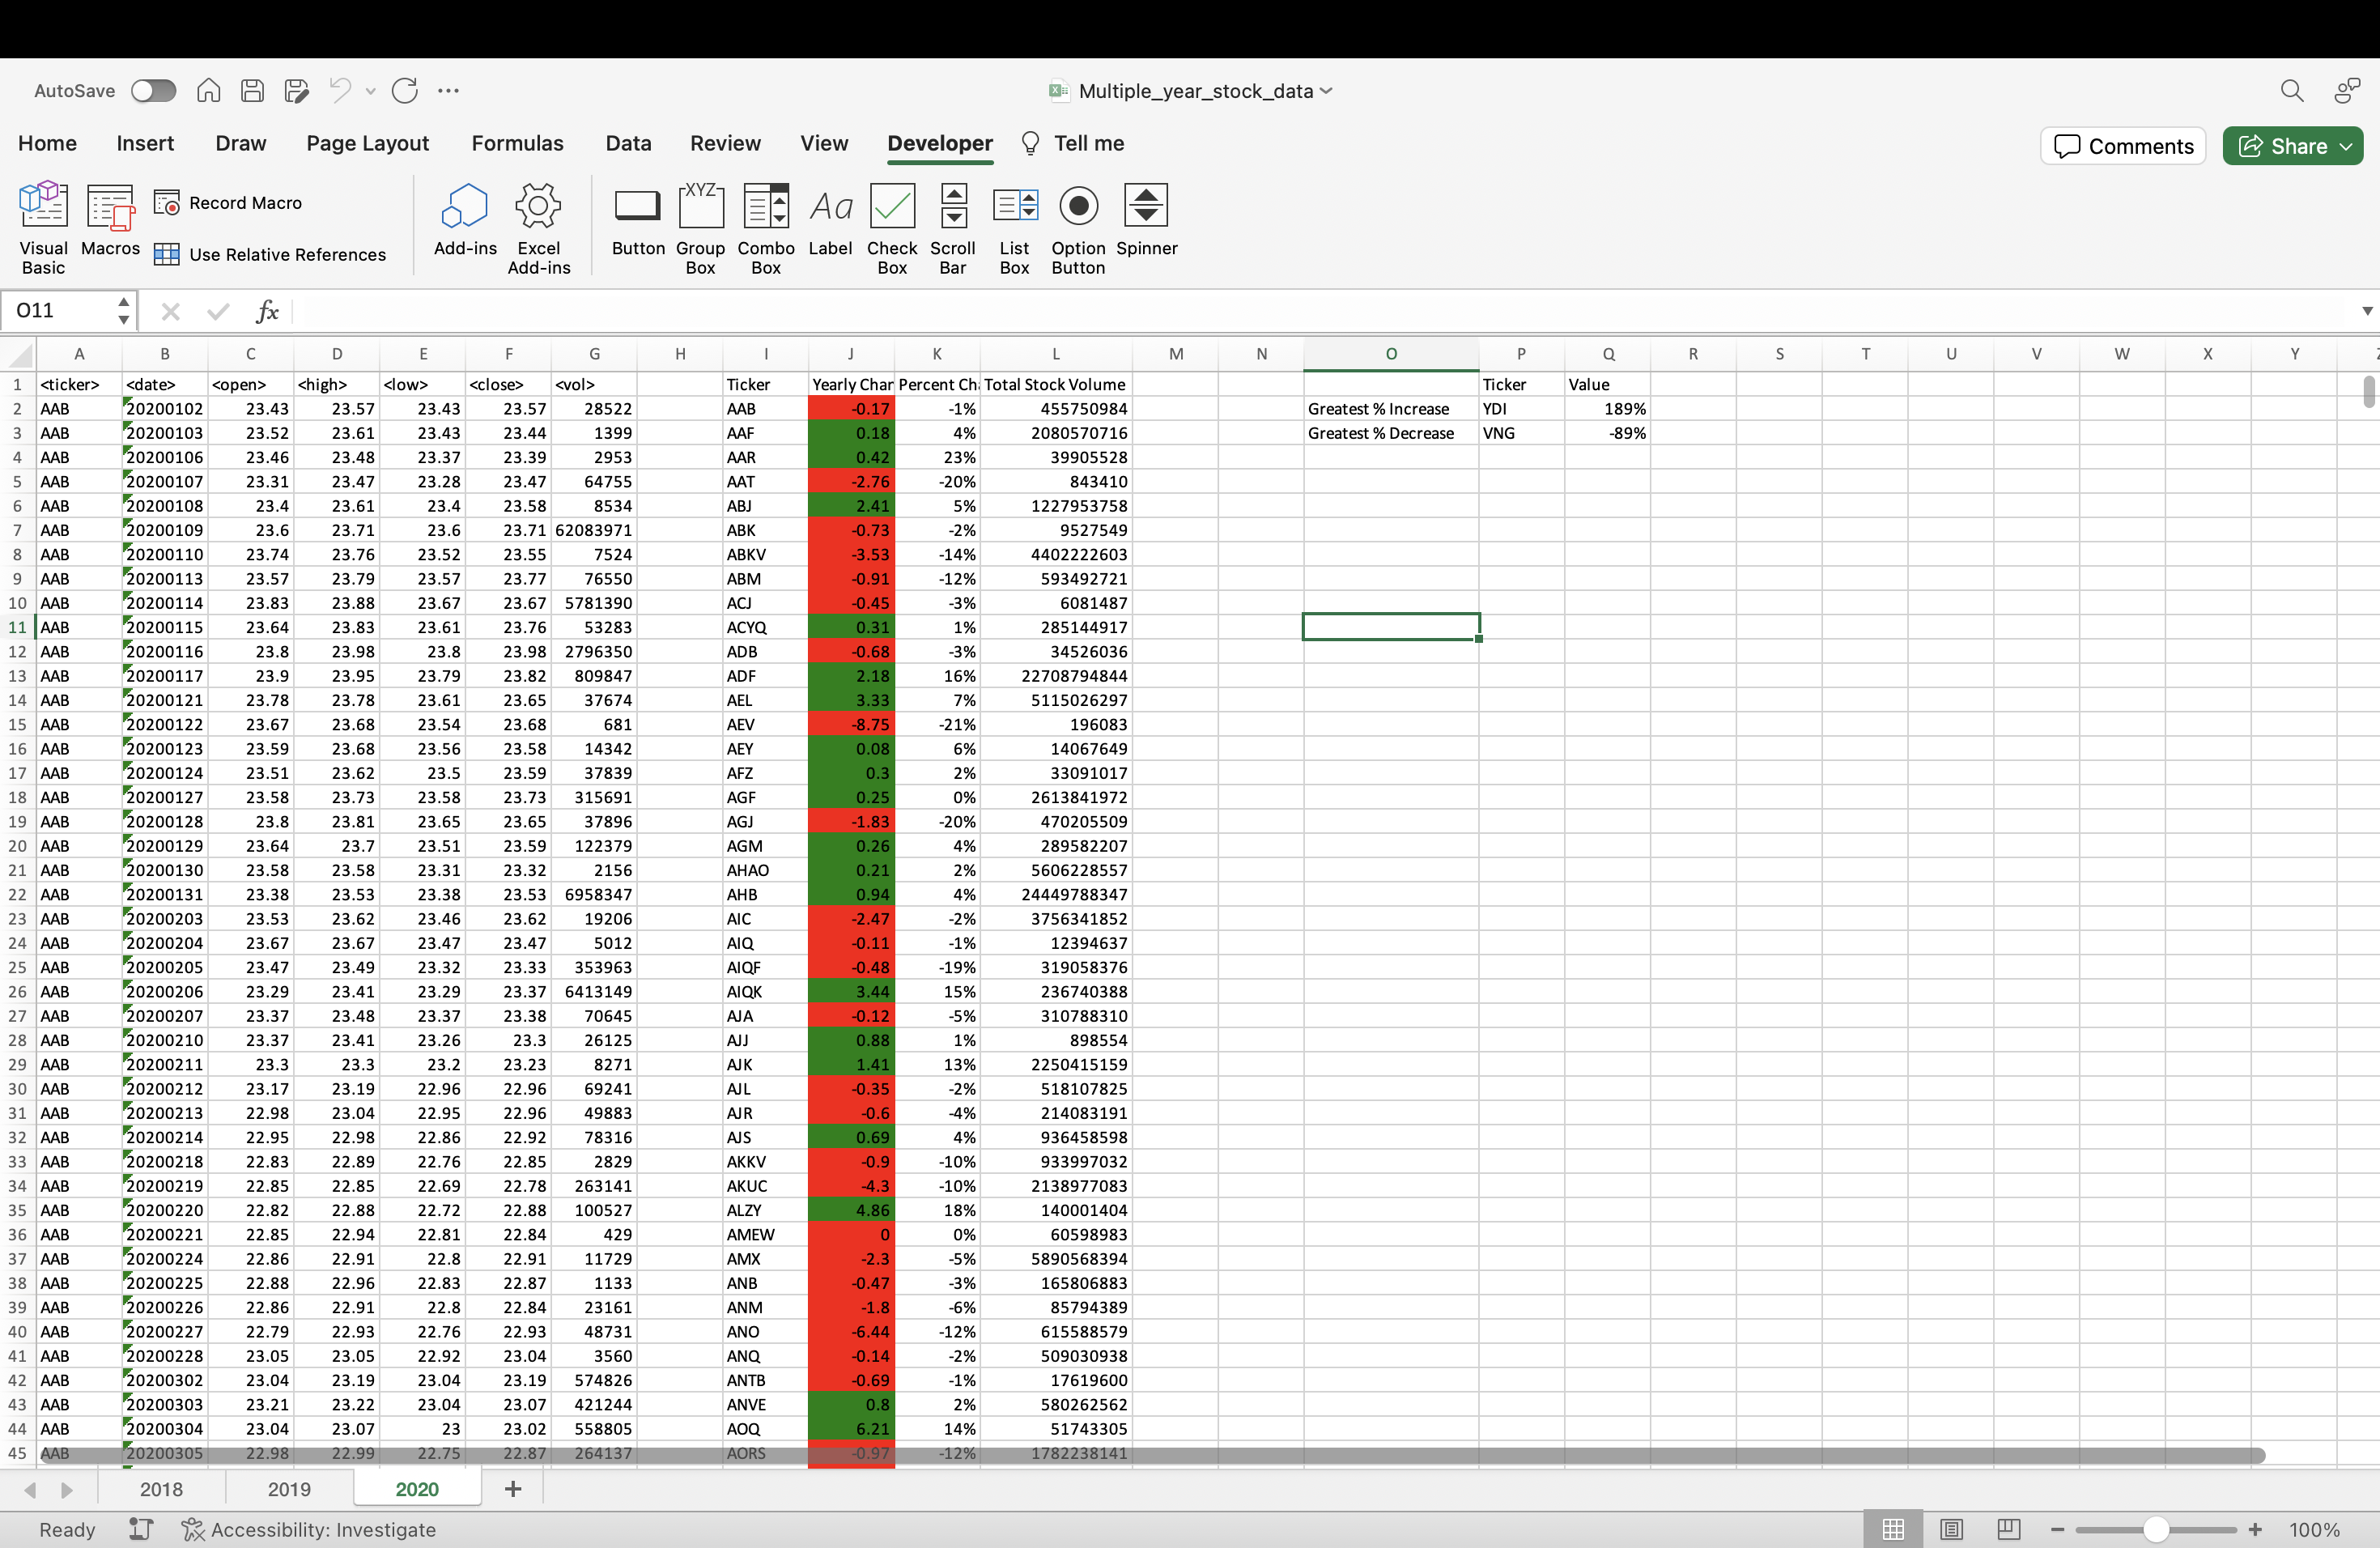 AutoSave Multiple_year_stock_data
Home Insert Draw Page Layout Formulas Data Review View Developer Tell me Comments Share
Visual Basic Macros Record Macro Use Relative References Add-ins Excel Add-ins Button Group Box Combo Box Label Check Box Scroll Bar List Box Option Button Spinner
XYZ Aa
O11 fx
A B C D E F G H I J K L M N O P Q R S T U V W X Y
1 <ticker> <date> <open> <high> <low> <close> <vol> Ticker Yearly Char Percent Ch Total Stock Volume Ticker Value
2 AAB 20200102 23.43 23.57 23.43 23.57 28522 AAB -0.17 -1% 455750984 Greatest % Increase YDI 189%
3 AAB 20200103 23.52 23.61 23.43 23.44 1399 AAF 0.18 4% 2080570716 Greatest % Decrease VNG -89%
4 AAB 20200106 23.46 23.48 23.37 23.39 2953 AAR 0.42 23% 39905528
5 AAB 20200107 23.31 23.47 23.28 23.47 64755 AAT -2.76 -20% 843410
6 AAB 20200108 23.4 23.61 23.4 23.58 8534 ABJ 2.41 5% 1227953758
7 AAB 20200109 23.6 23.71 23.6 23.71 62083971 ABK -0.73 -2% 9527549
8 AAB 20200110 23.74 23.76 23.52 23.55 7524 ABKV -3.53 -14% 4402222603
9 AAB 20200113 23.57 23.79 23.57 23.77 76550 ABM -0.91 -12% 593492721
10 AAB 20200114 23.83 23.88 23.67 23.67 5781390 ACJ -0.45 -3% 6081487
11 AAB 20200115 23.64 23.83 23.61 23.76 53283 ACYQ 0.31 1% 285144917
12 AAB 20200116 23.8 23.98 23.8 23.98 2796350 ADB -0.68 -3% 34526036
13 AAB 20200117 23.9 23.95 23.79 23.82 809847 ADF 2.18 16% 22708794844
14 AAB 20200121 23.78 23.78 23.61 23.65 37674 AEL 3.33 7% 5115026297
15 AAB 20200122 23.67 23.68 23.54 23.68 681 AEV -8.75 -21% 196083
16 AAB 20200123 23.59 23.68 23.56 23.58 14342 AEY 0.08 6% 14067649
17 AAB 20200124 23.51 23.62 23.5 23.59 37839 AFZ 0.3 2% 33091017
18 AAB 20200127 23.58 23.73 23.58 23.73 315691 AGF 0.25 0% 2613841972
19 AAB 20200128 23.8 23.81 23.65 23.65 37896 AGJ -1.83 -20% 470205509
20 AAB 20200129 23.64 23.7 23.51 23.59 122379 AGM 0.26 4% 289582207
21 AAB 20200130 23.58 23.58 23.31 23.32 2156 AHAO 0.21 2% 5606228557
22 AAB 20200131 23.38 23.53 23.38 23.53 6958347 AHB 0.94 4% 24449788347
23 AAB 20200203 23.53 23.62 23.46 23.62 19206 AIC -2.47 -2% 3756341852
24 AAB 20200204 23.67 23.67 23.47 23.47 5012 AIQ -0.11 -1% 12394637
25 AAB 20200205 23.47 23.49 23.32 23.33 353963 AIQF -0.48 -19% 319058376
26 AAB 20200206 23.29 23.41 23.29 23.37 6413149 AIQK 3.44 15% 236740388
27 AAB 20200207 23.37 23.48 23.37 23.38 70645 AJA -0.12 -5% 310788310
28 AAB 20200210 23.37 23.41 23.26 23.3 26125 AJJ 0.88 1% 898554
29 AAB 20200211 23.3 23.3 23.2 23.23 8271 AJK 1.41 13% 2250415159
30 AAB 20200212 23.17 23.19 22.96 22.96 69241 AJL -0.35 -2% 518107825
31 AAB 20200213 22.98 23.04 22.95 22.96 49883 AJR -0.6 -4% 214083191
32 AAB 20200214 22.95 22.98 22.86 22.92 78316 AJS 0.69 4% 936458598
33 AAB 20200218 22.83 22.89 22.76 22.85 2829 AKKV -0.9 -10% 933997032
34 AAB 20200219 22.85 22.85 22.69 22.78 263141 AKUC -4.3 -10% 2138977083
35 AAB 20200220 22.82 22.88 22.72 22.88 100527 ALZY 4.86 18% 140001404
36 AAB 20200221 22.85 22.94 22.81 22.84 429 AMEW 0 0% 60598983
37 AAB 20200224 22.86 22.91 22.8 22.91 11729 AMX -2.3 -5% 5890568394
38 AAB 20200225 22.88 22.96 22.83 22.87 1133 ANB -0.47 -3% 165806883
39 AAB 20200226 22.86 22.91 22.8 22.84 23161 ANM -1.8 -6% 85794389
40 AAB 20200227 22.79 22.93 22.76 22.93 48731 ANO -6.44 -12% 615588579
41 AAB 20200228 23.05 23.05 22.92 23.04 3560 ANQ -0.14 -2% 509030938
42 AAB 20200302 23.04 23.19 23.04 23.19 574826 ANTB -0.69 -1% 17619600
43 AAB 20200303 23.21 23.22 23.04 23.07 421244 ANVE 0.8 2% 580262562
44 AAB 20200304 23.04 23.07 23 23.02 558805 AOQ 6.21 14% 51743305
45 AAB 20200305 22.98 22.99 22.75 22.87 264137 AORS -0.97 -12% 1782238141
2018 2019 2020
Ready Accessibility: Investigate 100%